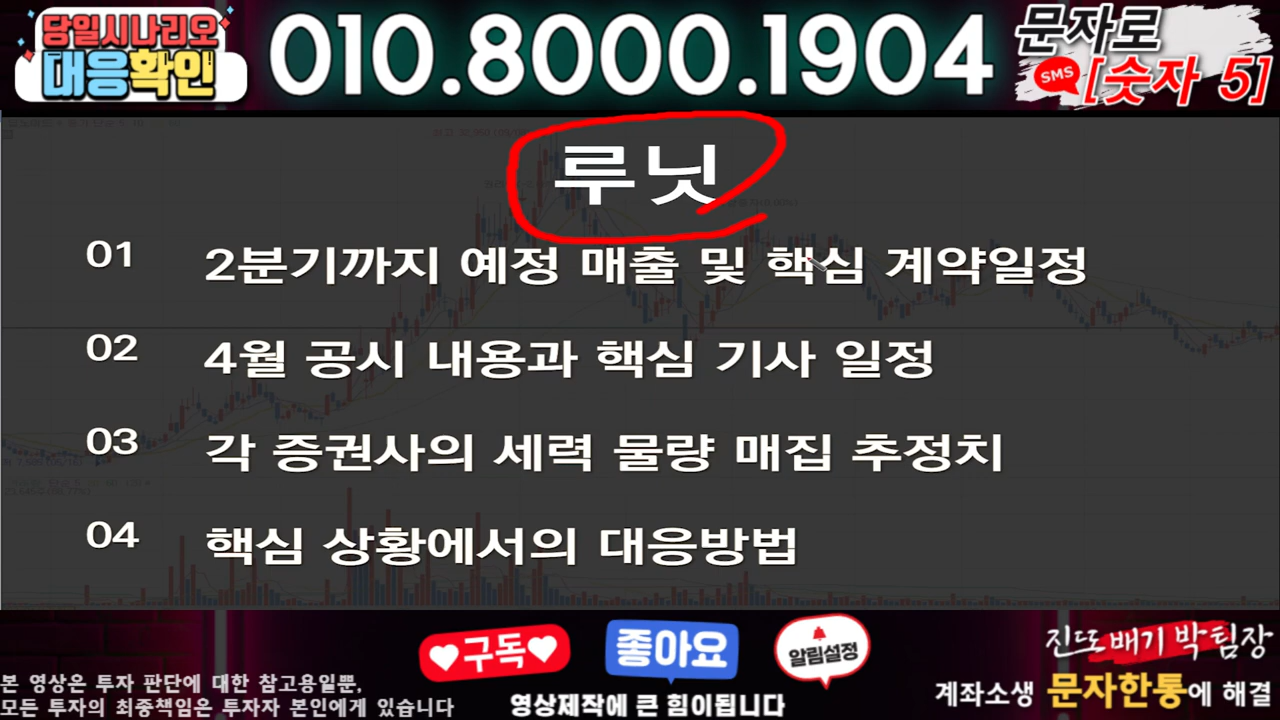 당일시나리오
대응확인
010.8000.1904
문자로
SMS [숫자 5]
루닛
01 2분기까지 예정 매출 및 핵심 계약일정
02 4월 공시 내용과 핵심 기사 일정
03 각 증권사의 세력 물량 매집 추정치
04 핵심 상황에서의 대응방법
구독
좋아요
알림설정
영상제작에 큰 힘이됩니다
본 영상은 투자 판단에 대한 참고용일뿐,
모든 투자의 최종책임은 투자자 본인에게 있습니다
진또배기 박팀장
계좌소생 문자한통에 해결